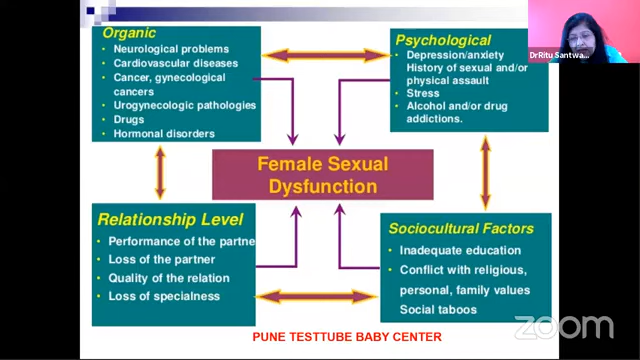 Organic
• Neurological problems
• Cardiovascular diseases
• Cancer, gynecological
cancers
• Urogynecologic pathologies
• Drugs
• Hormonal disorders
Psychological
• Depression/anxiety
History of sexual and/or
physical assault
• Stress
• Alcohol and/or drug
addictions.
DrRitu Santwa...
Female Sexual
Dysfunction
Relationship Level
• Performance of the partne
• Loss of the partner
• Quality of the relation
• Loss of specialness
Sociocultural Factors
• Inadequate education
• Conflict with religious,
personal, family values
Social taboos
zoom
PUNE TESTTUBE BABY CENTER